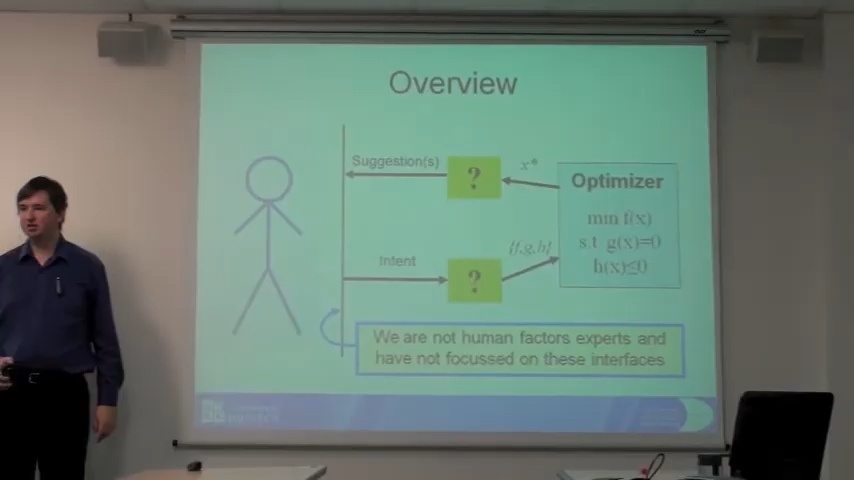 Overview
Suggestion(s)
?
x*
Optimizer
min f(x)
s.t g(x)=0
h(x)≤0
Intent
?
{f,g,h}
We are not human factors experts and
have not focussed on these interfaces